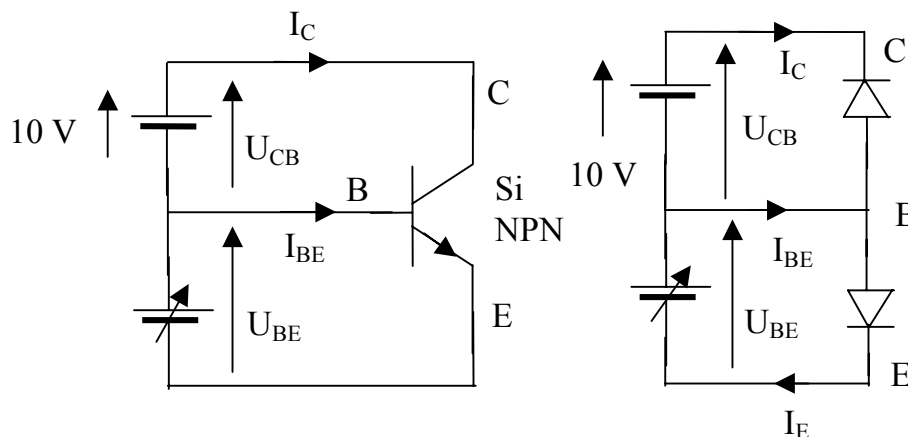 I_C
C
10 V
U_CB
B
Si
NPN
I_BE
U_BE
E
I_C
C
U_CB
10 V
B
I_BE
U_BE
E
I_E